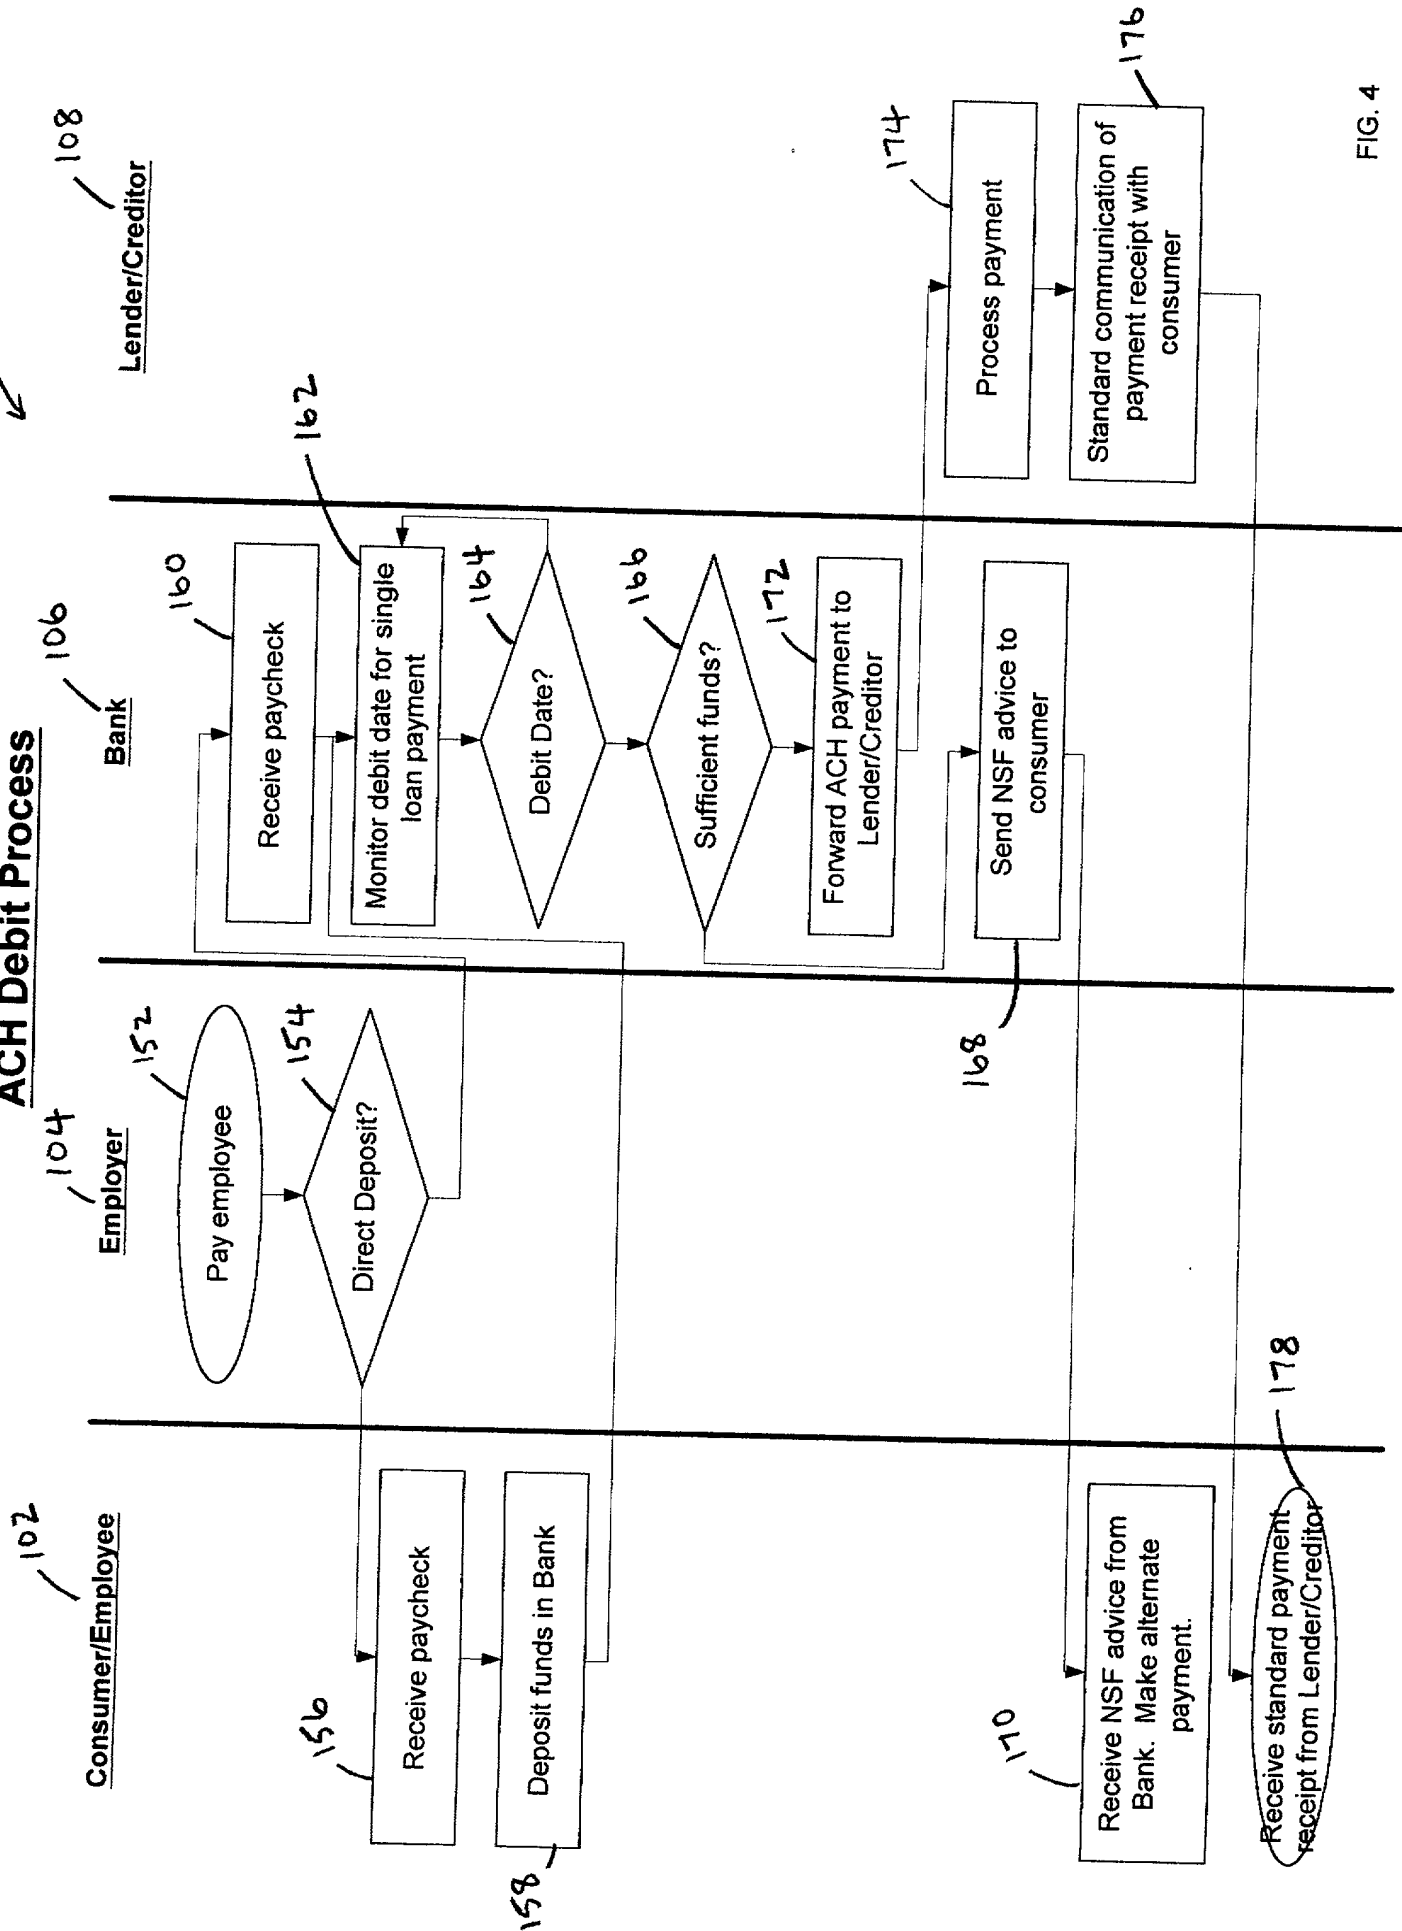 ACH Debit Process
102
104
106
108
Consumer/Employee
Employer
Bank
Lender/Creditor
152
Pay employee
154
Direct Deposit?
156
Receive paycheck
158
Deposit funds in Bank
160
Receive paycheck
162
Monitor debit date for single
loan payment
164
Debit Date?
166
Sufficient funds?
172
Forward ACH payment to
Lender/Creditor
168
Send NSF advice to
consumer
174
Process payment
176
Standard communication of
payment receipt with
consumer
170
Receive NSF advice from
Bank. Make alternate
payment.
178
Receive standard payment
receipt from Lender/Creditor
FIG. 4